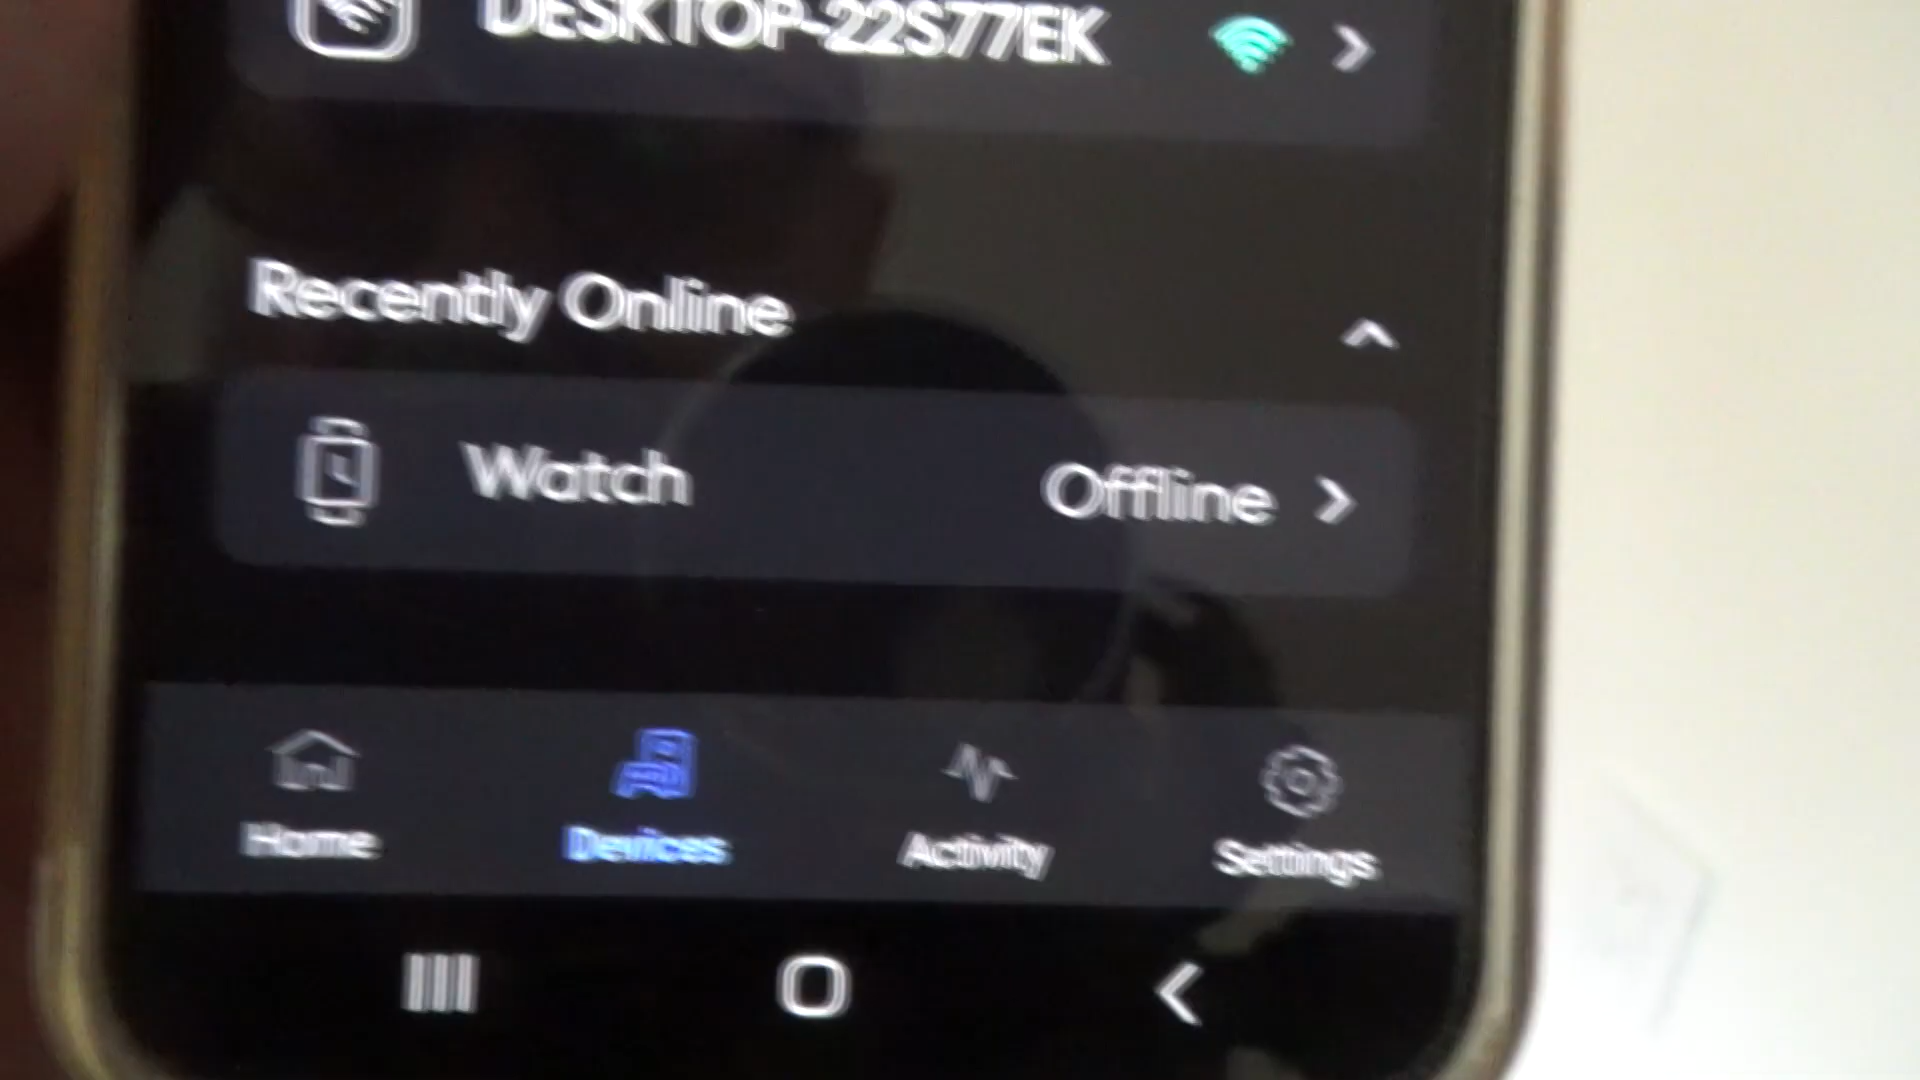 DESKTOP-22S77EK
Recently Online
Watch Offline
Home Devices Activity Settings